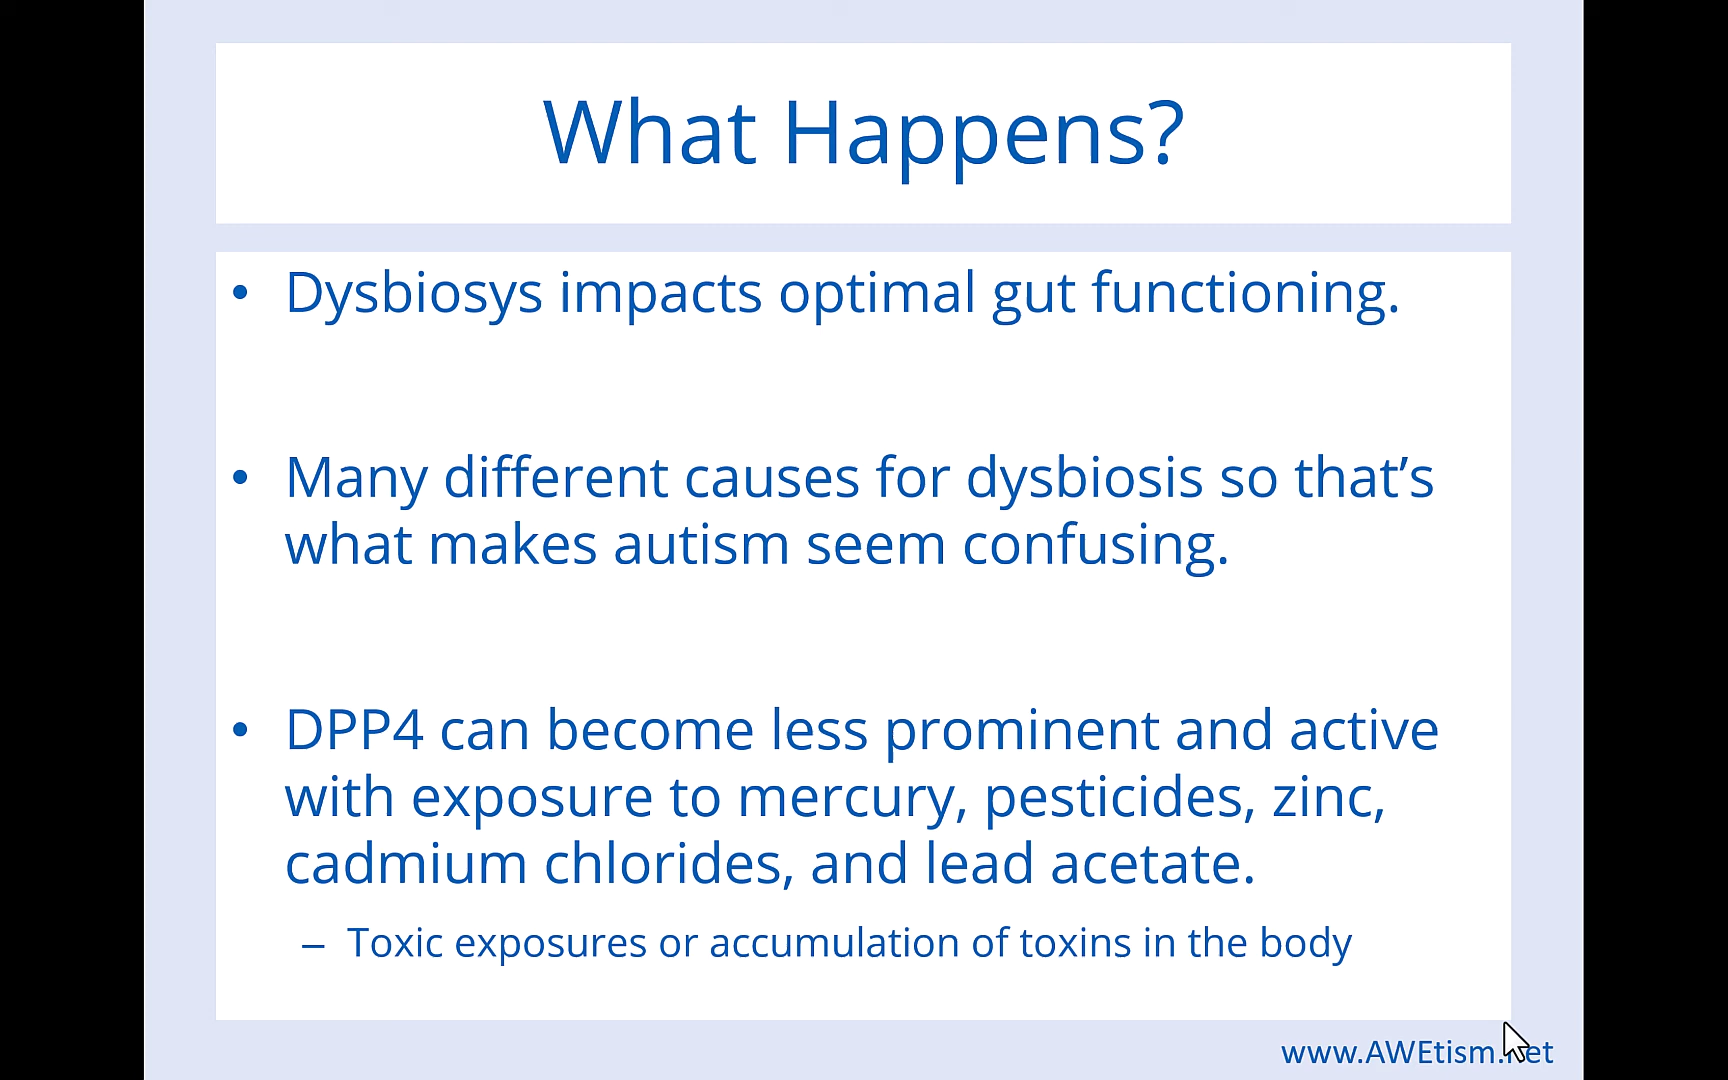 What Happens?
• Dysbiosys impacts optimal gut functioning.
• Many different causes for dysbiosis so that’s
what makes autism seem confusing.
• DPP4 can become less prominent and active
with exposure to mercury, pesticides, zinc,
cadmium chlorides, and lead acetate.
– Toxic exposures or accumulation of toxins in the body
www.AWEtism.net